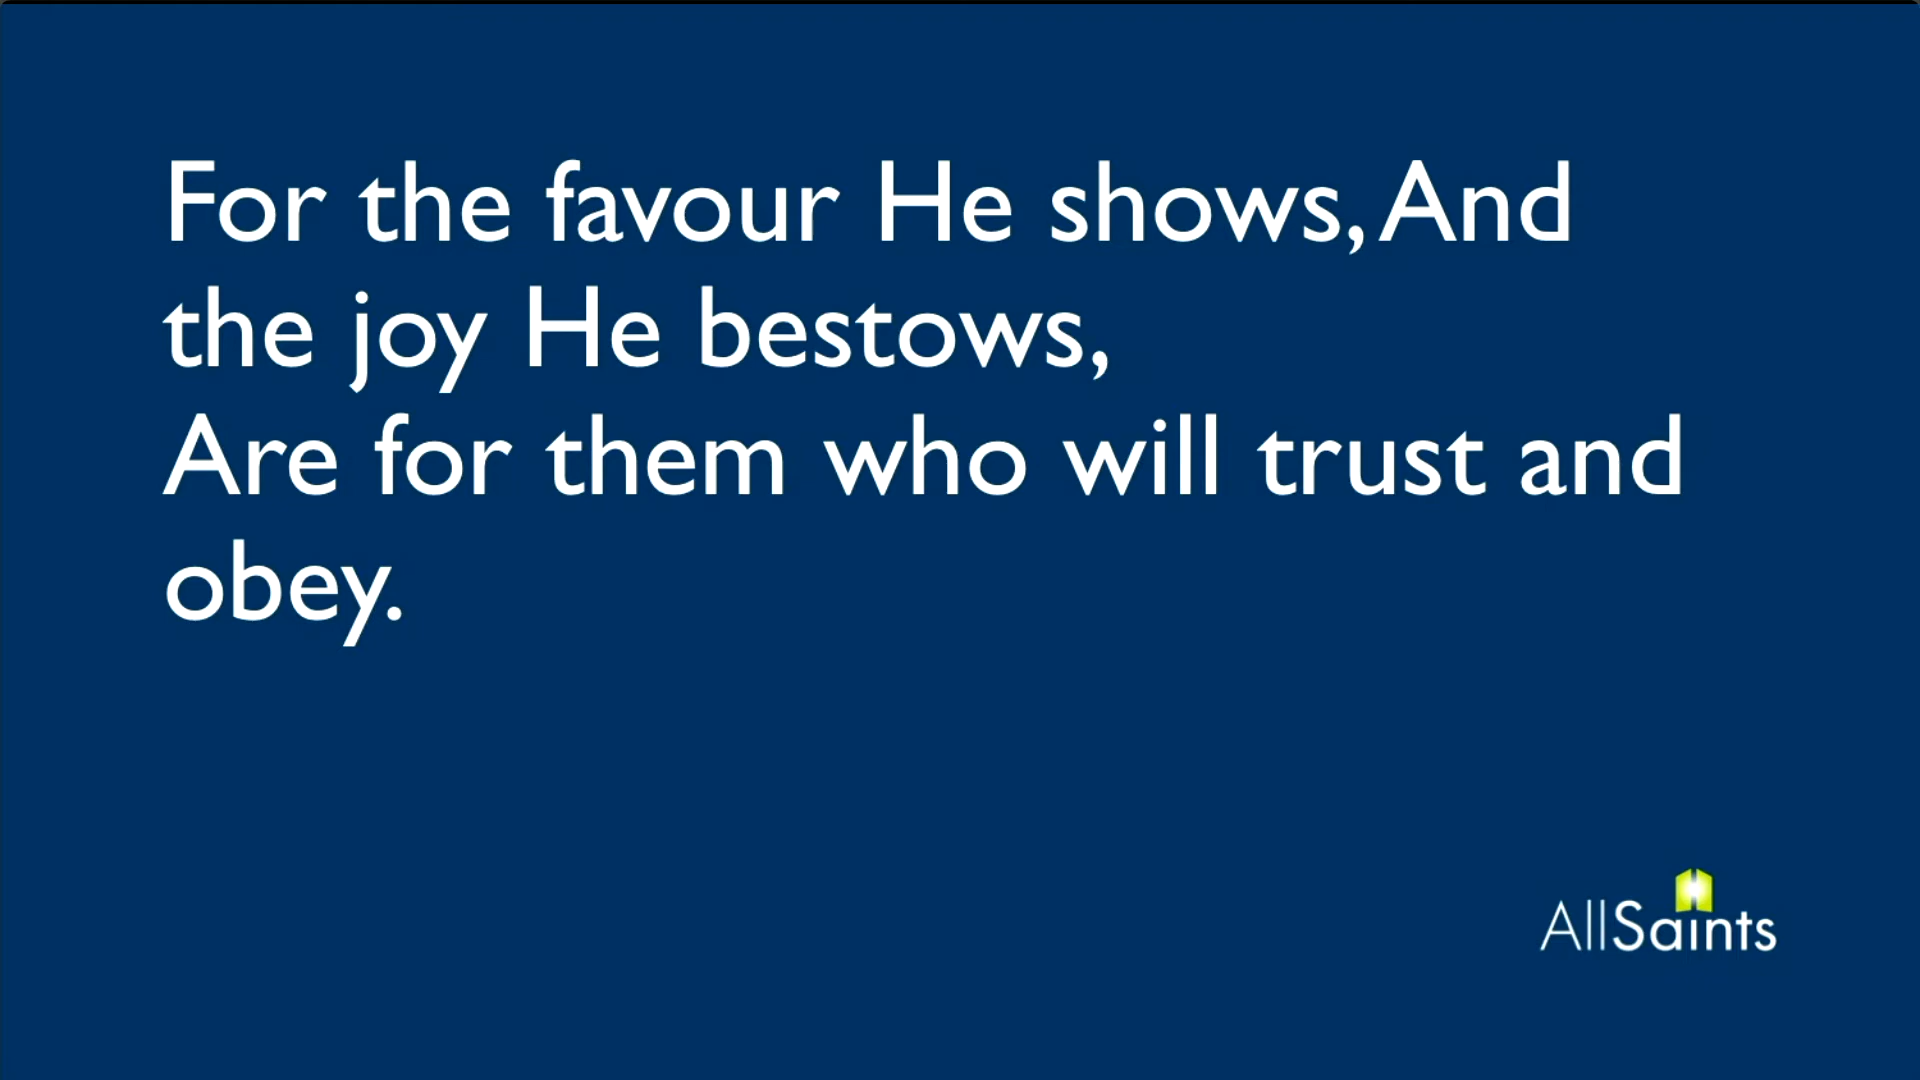 For the favour He shows, And
the joy He bestows,
Are for them who will trust and
obey.
AllSaints